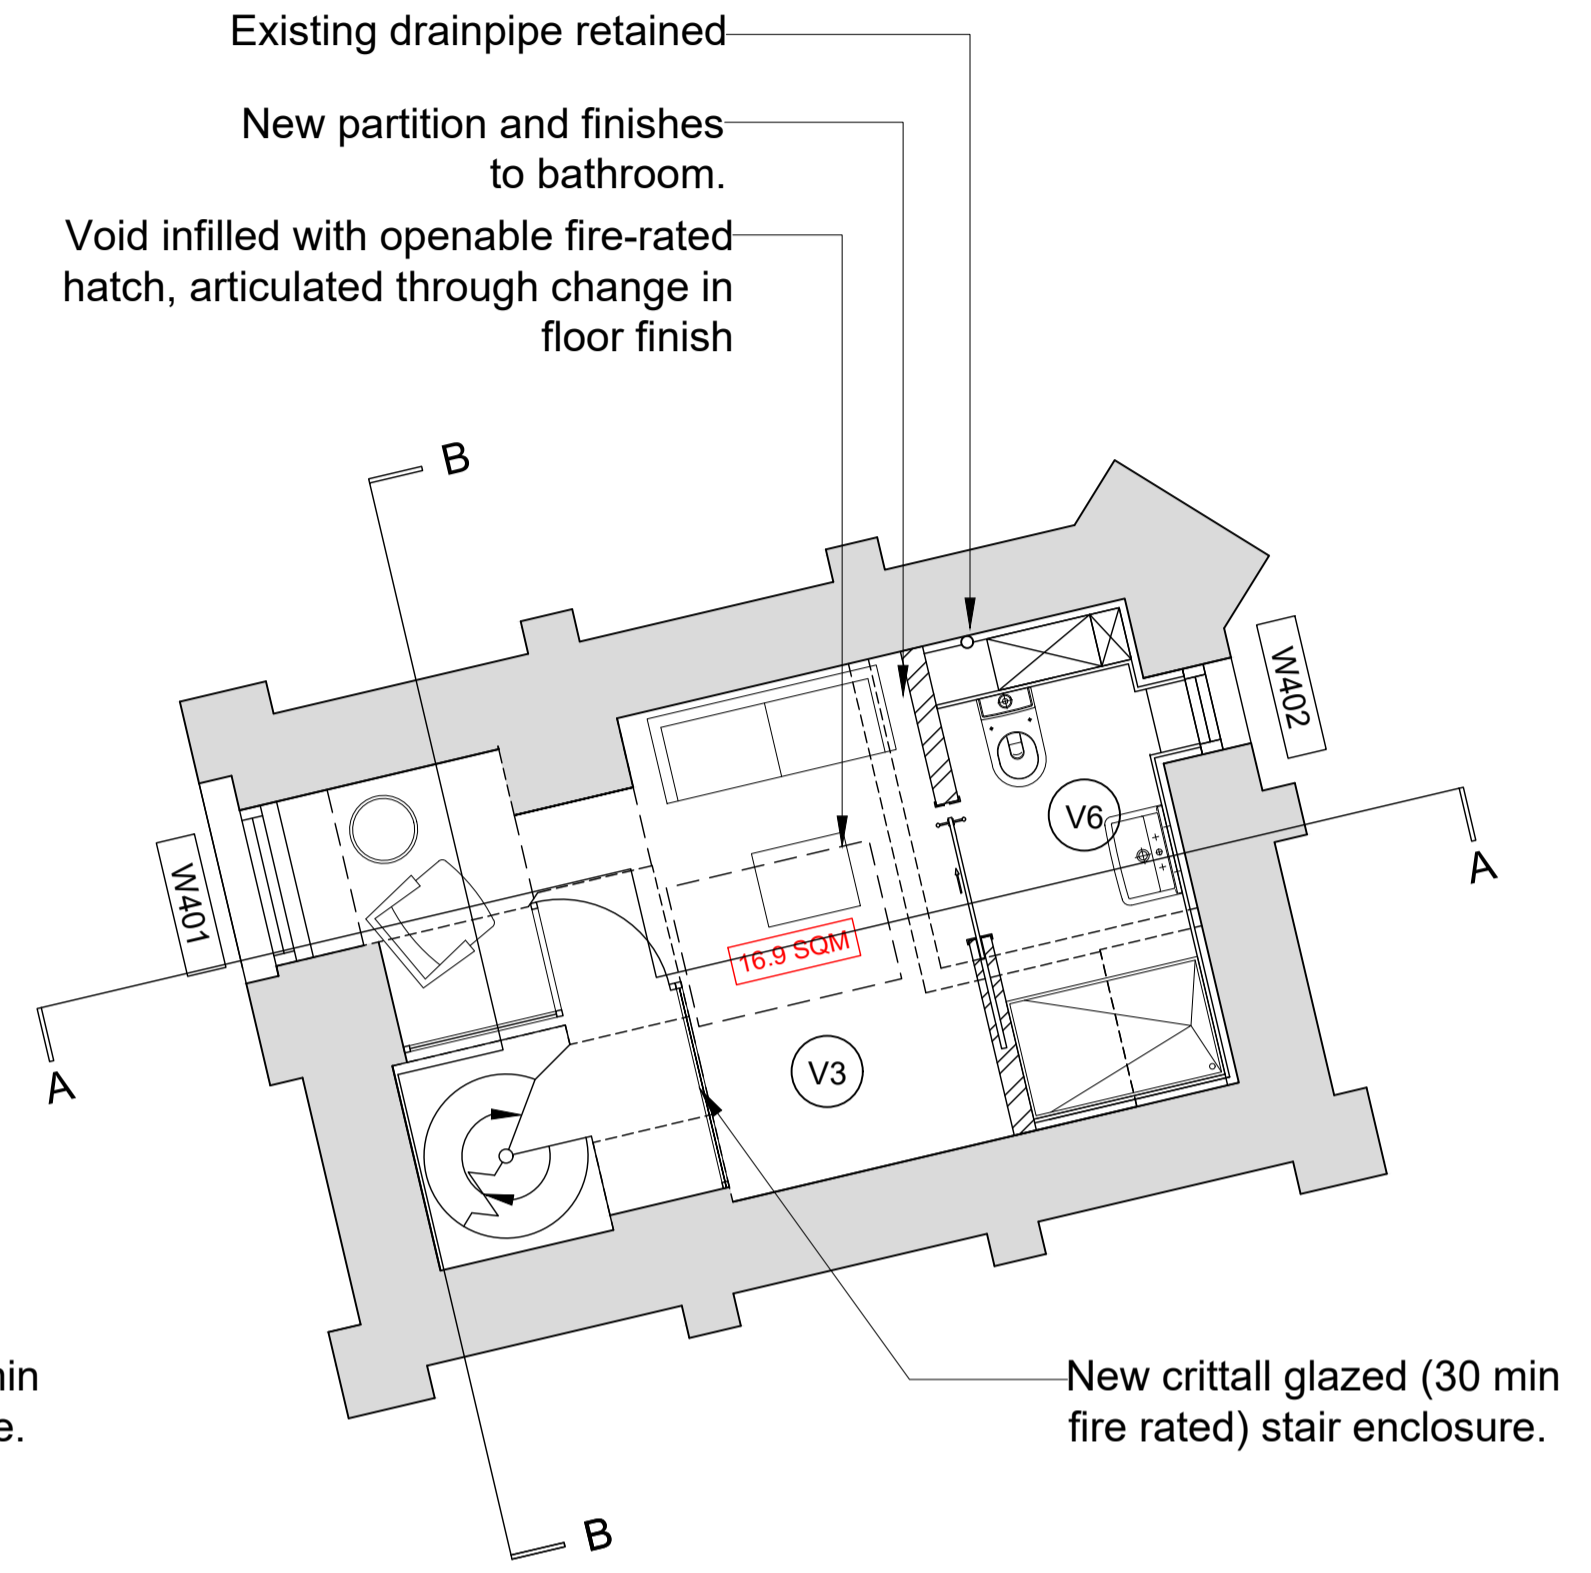 Existing drainpipe retained
New partition and finishes
to bathroom.
Void infilled with openable fire-rated
hatch, articulated through change in
floor finish
B
W402
W401
V6
A
A
16.9 SQM
V3
New crittall glazed (30 min
fire rated) stair enclosure.
min
e.
B